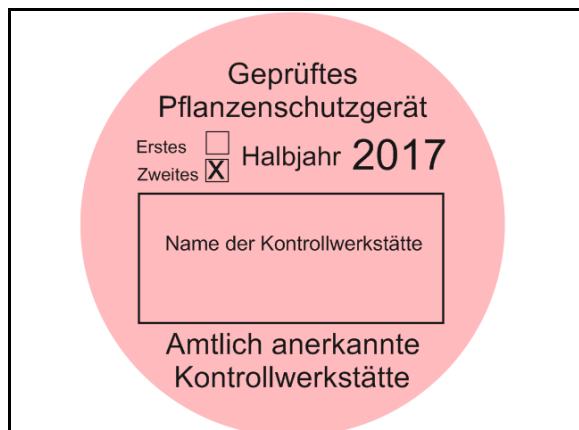 Geprüftes
Pflanzenschutzgerät
Erstes
Zweites X Halbjahr 2017
Name der Kontrollwerkstätte
Amtlich anerkannte
Kontrollwerkstätte